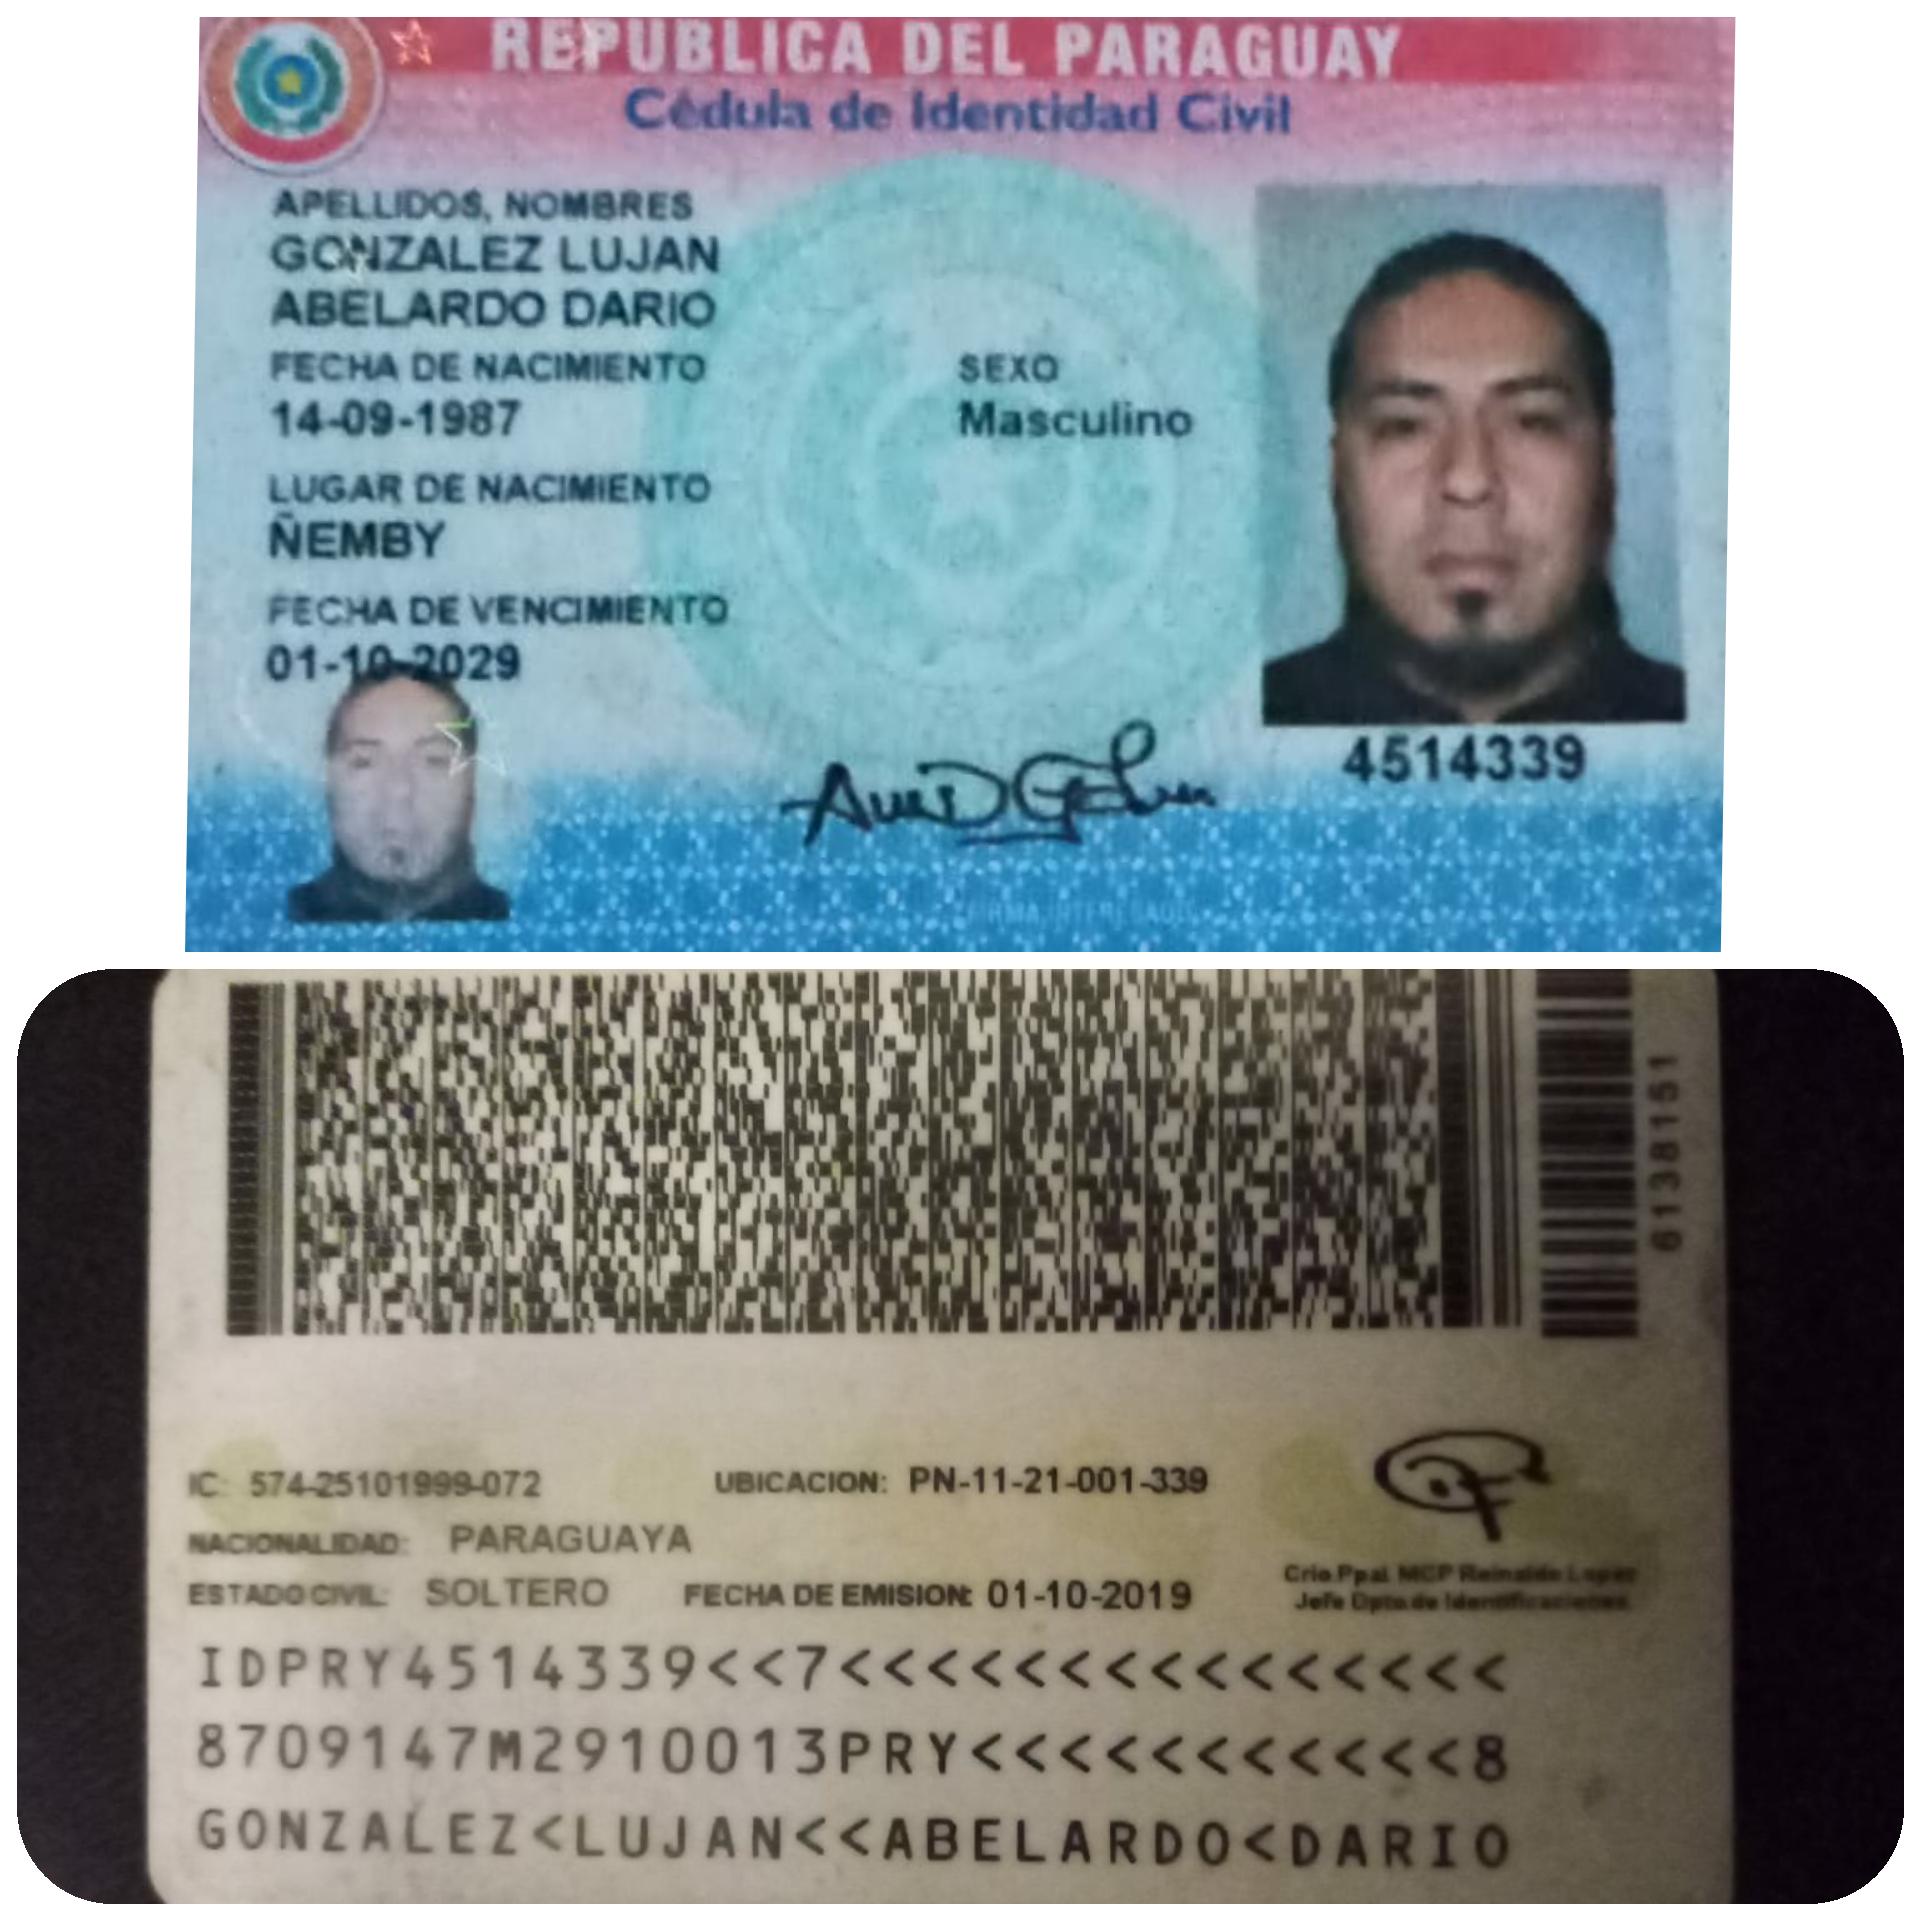 REPUBLICA DEL PARAGUAY
Cédula de Identidad Civil
APELLIDOS, NOMBRES
GONZALEZ LUJAN
ABELARDO DARIO
FECHA DE NACIMIENTO
14-09-1987
SEXO
Masculino
LUGAR DE NACIMIENTO
ÑEMBY
FECHA DE VENCIMIENTO
01-10-2029
4514339
FIRMA INTERESADO
6138151
IC: 574-25101999-072 UBICACION: PN-11-21-001-339
NACIONALIDAD: PARAGUAYA
ESTADO CIVIL: SOLTERO FECHA DE EMISION: 01-10-2019
Crio Ppal MCP Reinaldo Lopez
Jefe Dpto de Identificaciones
IDPRY4514339<<7<<<<<<<<<<<<<<<
8709147M2910013PRY<<<<<<<<<<<8
GONZALEZ<LUJAN<<ABELARDO<DARIO